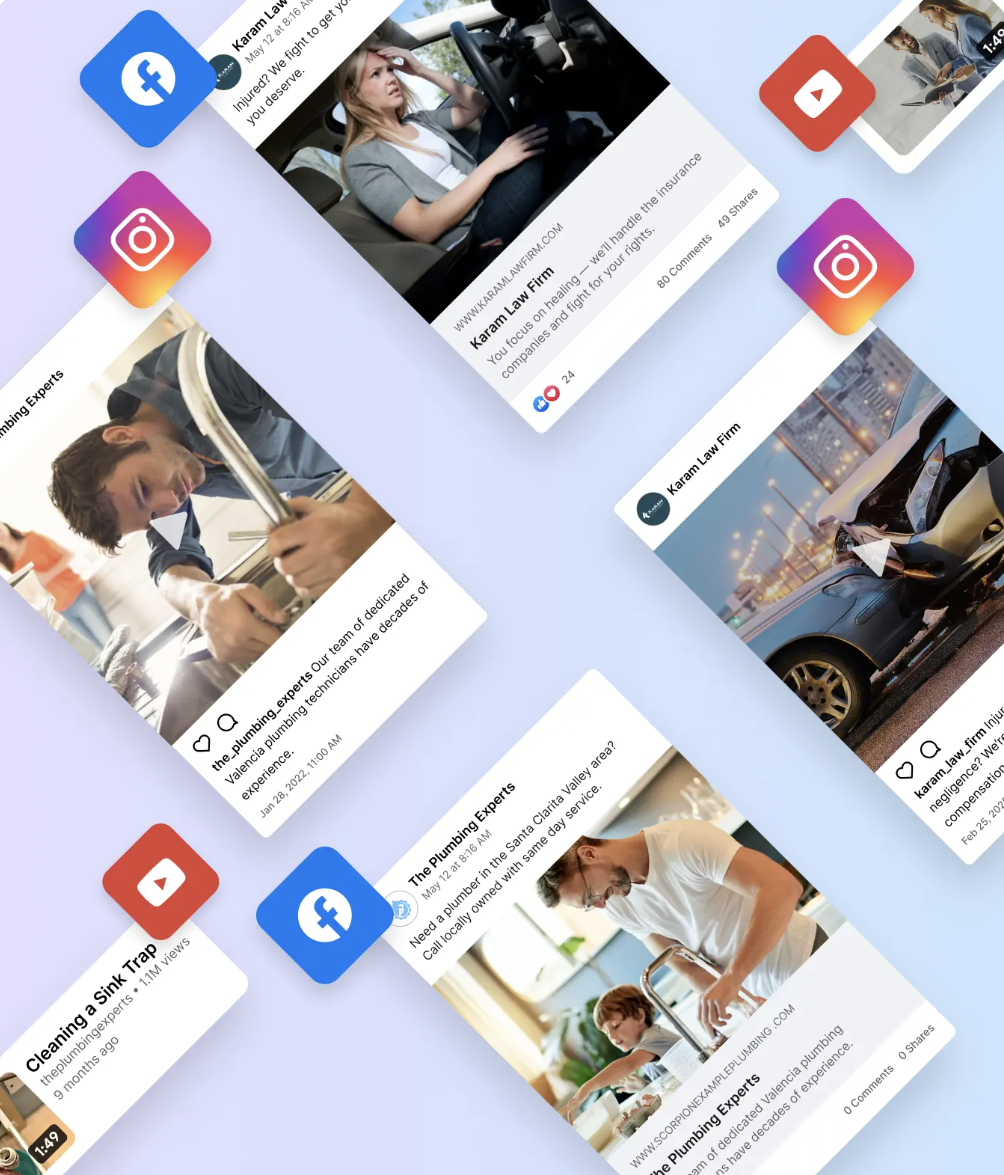 Karam Law
May 12 at 8:16 A
Injured? We fight to get yo
you deserve.
WWW.KARAMLAWFIRM.COM
Karam Law Firm
You focus on healing — we'll handle the insurance
companies and fight for your rights.
80 Comments 49 Shares
24
1:49
mbing Experts
the_plumbing_experts Our team of dedicated
Valencia plumbing technicians have decades of
experience.
Jan 28, 2022, 11:00 AM
KARAM
Karam Law Firm
karam_law_firm Injur
negligence? We're
compensation
Feb 25, 202
The Plumbing Experts
May 12 at 8:16 AM
Need a plumber in the Santa Clarita Valley area?
Call locally owned with same day service.
WWW.SCORPIONEXAMPLEPLUMBING .COM
he Plumbing Experts
am of dedicated Valencia plumbing
ns have decades of experience.
0 Comments 0 Shares
Cleaning a Sink Trap
theplumbingexperts • 1.1M views
9 months ago
1:49